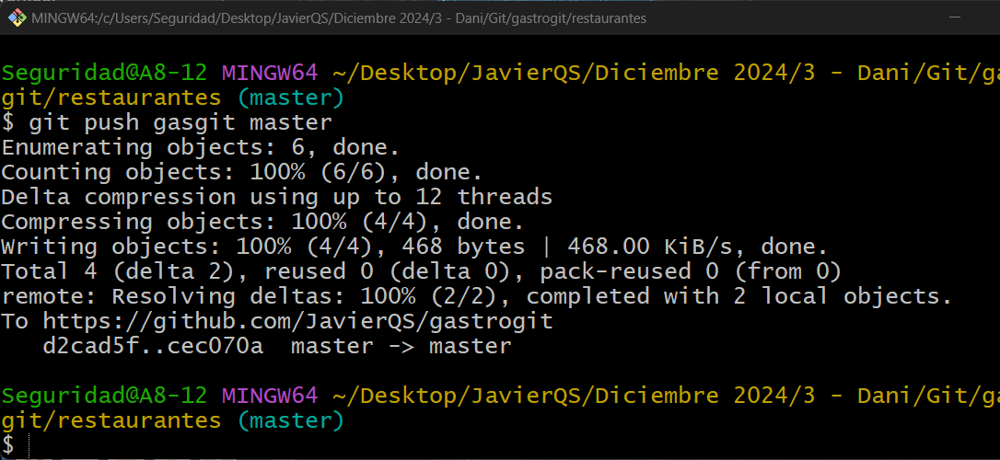 MINGW64:/c/Users/Seguridad/Desktop/JavierQS/Diciembre 2024/3 - Dani/Git/gastrogit/restaurantes
Seguridad@A8-12 MINGW64 ~/Desktop/JavierQS/Diciembre 2024/3 - Dani/Git/ga
git/restaurantes (master)
$ git push gasgit master
Enumerating objects: 6, done.
Counting objects: 100% (6/6), done.
Delta compression using up to 12 threads
Compressing objects: 100% (4/4), done.
Writing objects: 100% (4/4), 468 bytes | 468.00 KiB/s, done.
Total 4 (delta 2), reused 0 (delta 0), pack-reused 0 (from 0)
remote: Resolving deltas: 100% (2/2), completed with 2 local objects.
To https://github.com/JavierQS/gastrogit
   d2cad5f..cec070a  master -> master
Seguridad@A8-12 MINGW64 ~/Desktop/JavierQS/Diciembre 2024/3 - Dani/Git/ga
git/restaurantes (master)
$